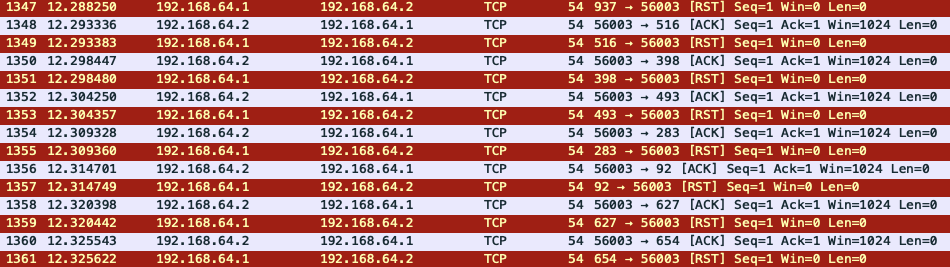 1347 12.288250 192.168.64.1 192.168.64.2 TCP 54 937 → 56003 [RST] Seq=1 Win=0 Len=0
1348 12.293336 192.168.64.2 192.168.64.1 TCP 54 56003 → 516 [ACK] Seq=1 Ack=1 Win=1024 Len=0
1349 12.293383 192.168.64.1 192.168.64.2 TCP 54 516 → 56003 [RST] Seq=1 Win=0 Len=0
1350 12.298447 192.168.64.2 192.168.64.1 TCP 54 56003 → 398 [ACK] Seq=1 Ack=1 Win=1024 Len=0
1351 12.298480 192.168.64.1 192.168.64.2 TCP 54 398 → 56003 [RST] Seq=1 Win=0 Len=0
1352 12.304250 192.168.64.2 192.168.64.1 TCP 54 56003 → 493 [ACK] Seq=1 Ack=1 Win=1024 Len=0
1353 12.304357 192.168.64.1 192.168.64.2 TCP 54 493 → 56003 [RST] Seq=1 Win=0 Len=0
1354 12.309328 192.168.64.2 192.168.64.1 TCP 54 56003 → 283 [ACK] Seq=1 Ack=1 Win=1024 Len=0
1355 12.309360 192.168.64.1 192.168.64.2 TCP 54 283 → 56003 [RST] Seq=1 Win=0 Len=0
1356 12.314701 192.168.64.2 192.168.64.1 TCP 54 56003 → 92 [ACK] Seq=1 Ack=1 Win=1024 Len=0
1357 12.314749 192.168.64.1 192.168.64.2 TCP 54 92 → 56003 [RST] Seq=1 Win=0 Len=0
1358 12.320398 192.168.64.2 192.168.64.1 TCP 54 56003 → 627 [ACK] Seq=1 Ack=1 Win=1024 Len=0
1359 12.320442 192.168.64.1 192.168.64.2 TCP 54 627 → 56003 [RST] Seq=1 Win=0 Len=0
1360 12.325543 192.168.64.2 192.168.64.1 TCP 54 56003 → 654 [ACK] Seq=1 Ack=1 Win=1024 Len=0
1361 12.325622 192.168.64.1 192.168.64.2 TCP 54 654 → 56003 [RST] Seq=1 Win=0 Len=0